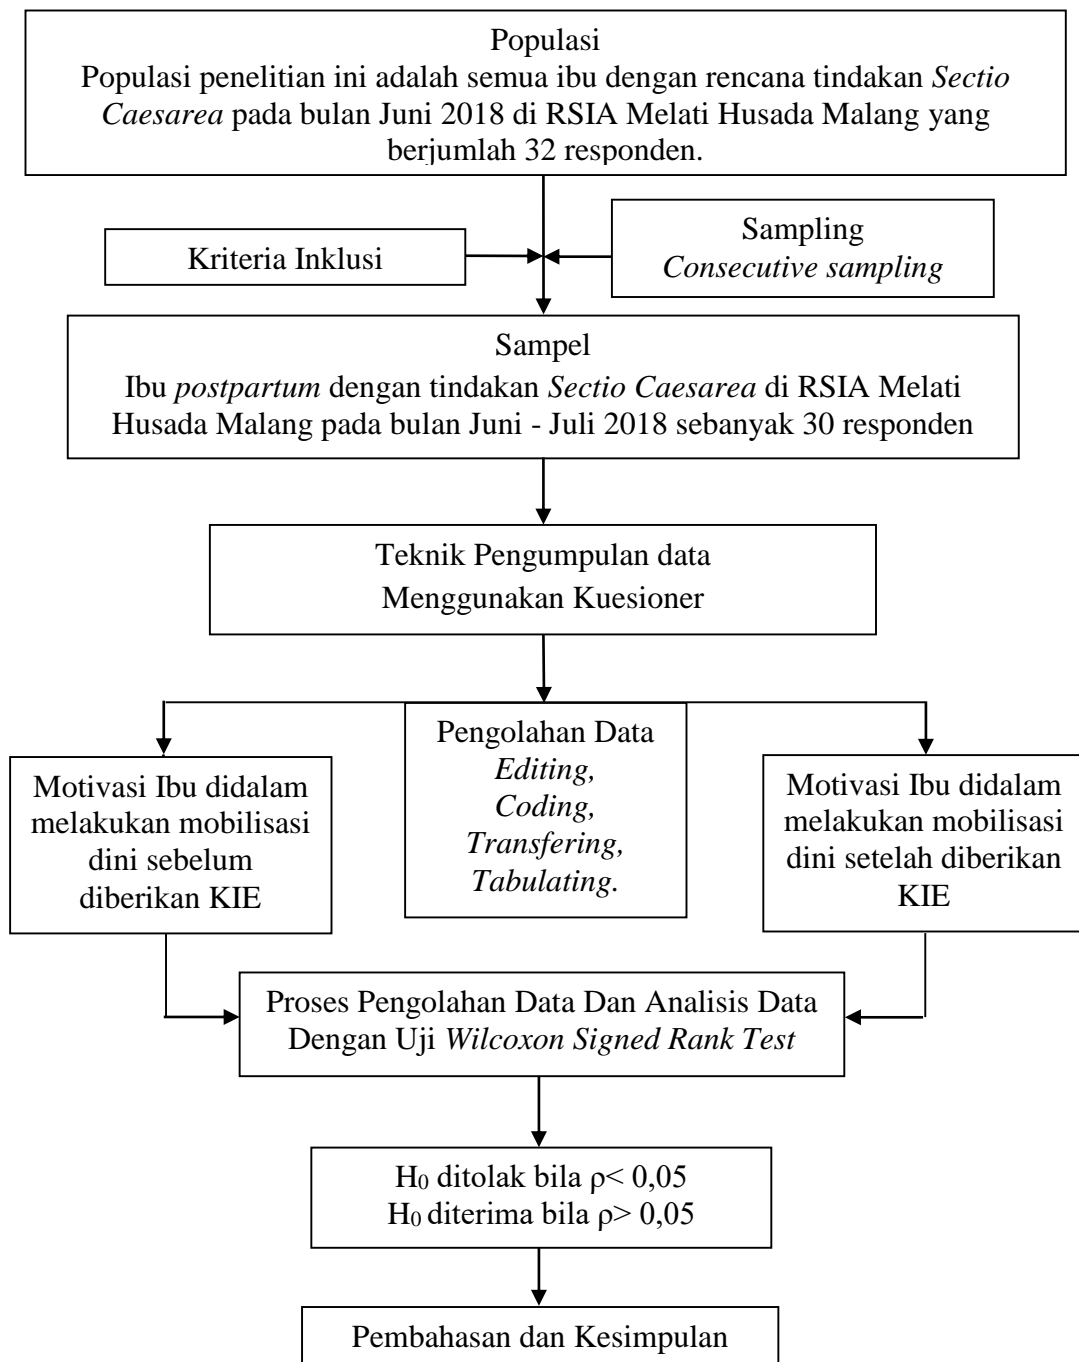 Populasi
Populasi penelitian ini adalah semua ibu dengan rencana tindakan Sectio
Caesarea pada bulan Juni 2018 di RSIA Melati Husada Malang yang
berjumlah 32 responden.
Kriteria Inklusi
Sampling
Consecutive sampling
Sampel
Ibu postpartum dengan tindakan Sectio Caesarea di RSIA Melati
Husada Malang pada bulan Juni - Juli 2018 sebanyak 30 responden
Teknik Pengumpulan data
Menggunakan Kuesioner
Motivasi Ibu didalam
melakukan mobilisasi
dini sebelum
diberikan KIE
Pengolahan Data
Editing,
Coding,
Transfering,
Tabulating.
Motivasi Ibu didalam
melakukan mobilisasi
dini setelah diberikan
KIE
Proses Pengolahan Data Dan Analisis Data
Dengan Uji Wilcoxon Signed Rank Test
H₀ ditolak bila ρ< 0,05
H₀ diterima bila ρ> 0,05
Pembahasan dan Kesimpulan